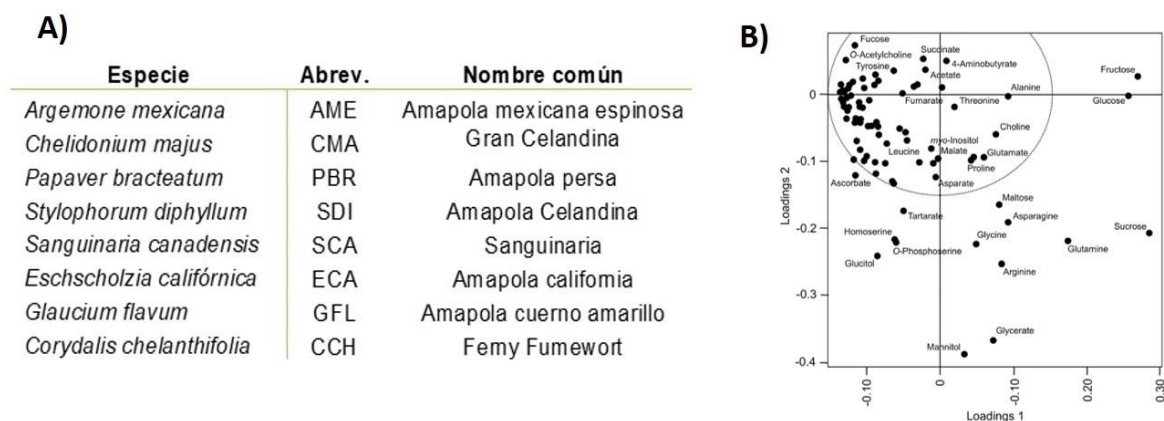 A)
Especie Abrev. Nombre común
Argemone mexicana AME Amapola mexicana espinosa
Chelidonium majus CMA Gran Celandina
Papaver bracteatum PBR Amapola persa
Stylophorum diphyllum SDI Amapola Celandina
Sanguinaria canadensis SCA Sanguinaria
Eschscholzia califórnica ECA Amapola california
Glaucium flavum GFL Amapola cuerno amarillo
Corydalis chelanthifolia CCH Ferny Fumewort
B)
Fucose
O-Acetylcholine
Succinate
4-Aminobutyrate
Tyrosine
Acetate
Fructose
Alanine
Glucose
Fumarate
Threonine
Choline
myo-Inositol
Leucine
Malate
Glutamate
Proline
Ascorbate
Asparate
Maltose
Tartarate
Asparagine
Sucrose
Homoserine
Glycine
Glutamine
O-Phosphoserine
Glucitol
Arginine
Glycerate
Mannitol
0
-0.1
-0.2
-0.3
-0.4
Loadings 2
-0.10
0
-0.10
0.20
0.30
Loadings 1